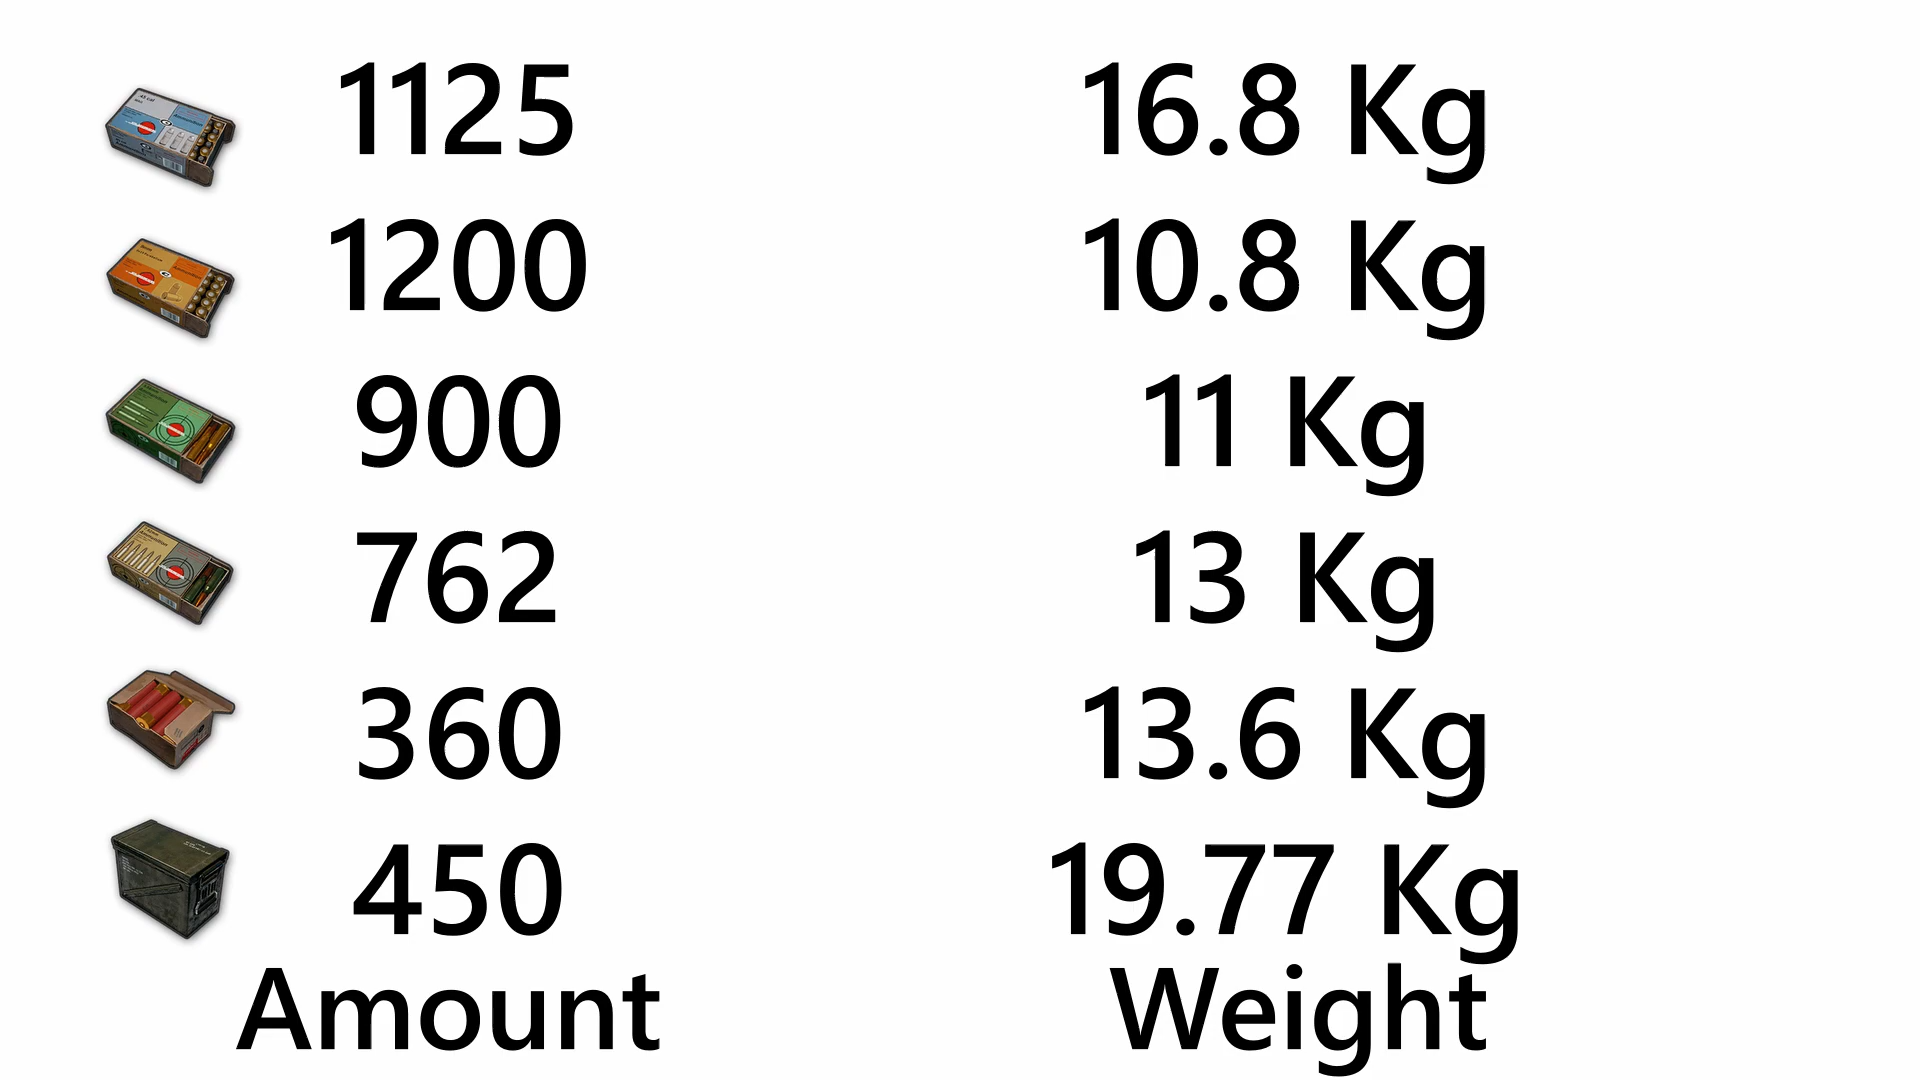 1125 16.8 Kg
1200 10.8 Kg
900 11 Kg
762 13 Kg
360 13.6 Kg
450 19.77 Kg
Amount Weight